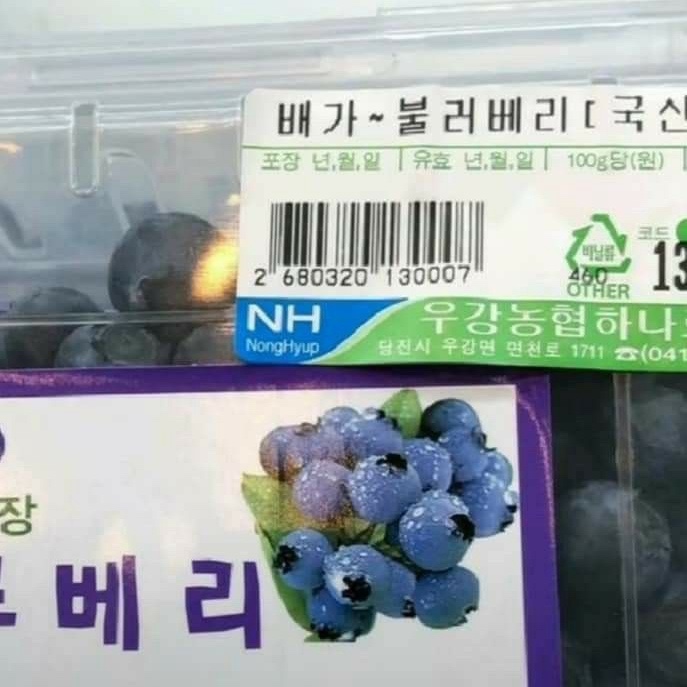 배가~불러베리[국산
포장 년,월,일 | 유효 년,월,일 | 100g당(원)
2 680320 130007
비닐류
460
OTHER
코드
13
NH
NongHyup
우강농협하나
당진시 우강면 면천로 1711 ☎(041
장
베리